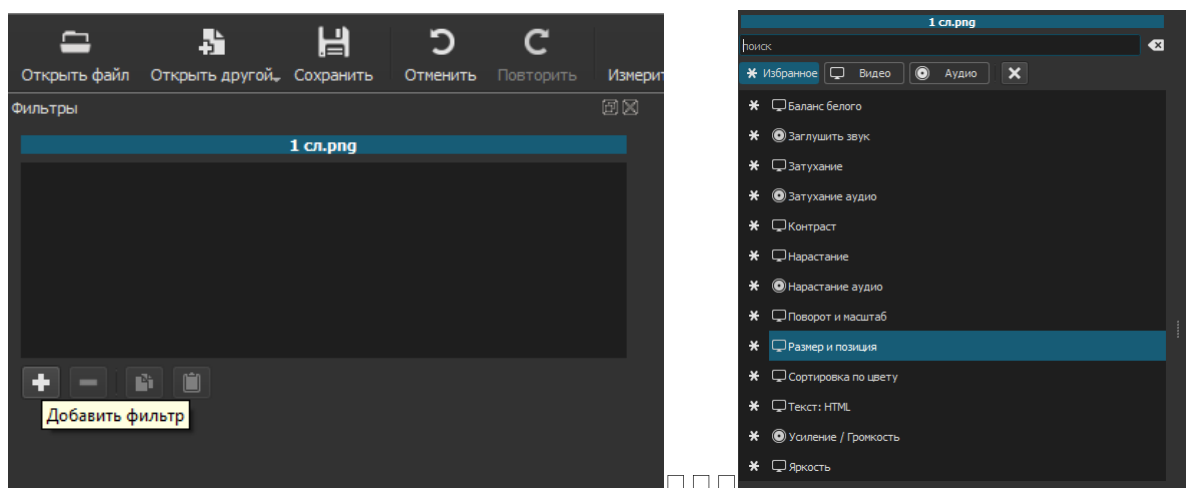 Открыть файл Открыть другой Сохранить Отменить Повторить Измерит
Фильтры
1 сл.png
Добавить фильтр
1 сл.png
поиск
Избранное Видео Аудио
Баланс белого
Заглушить звук
Затухание
Затухание аудио
Контраст
Нарастание
Нарастание аудио
Поворот и масштаб
Размер и позиция
Сортировка по цвету
Текст: HTML
Усиление / Громкость
Яркость